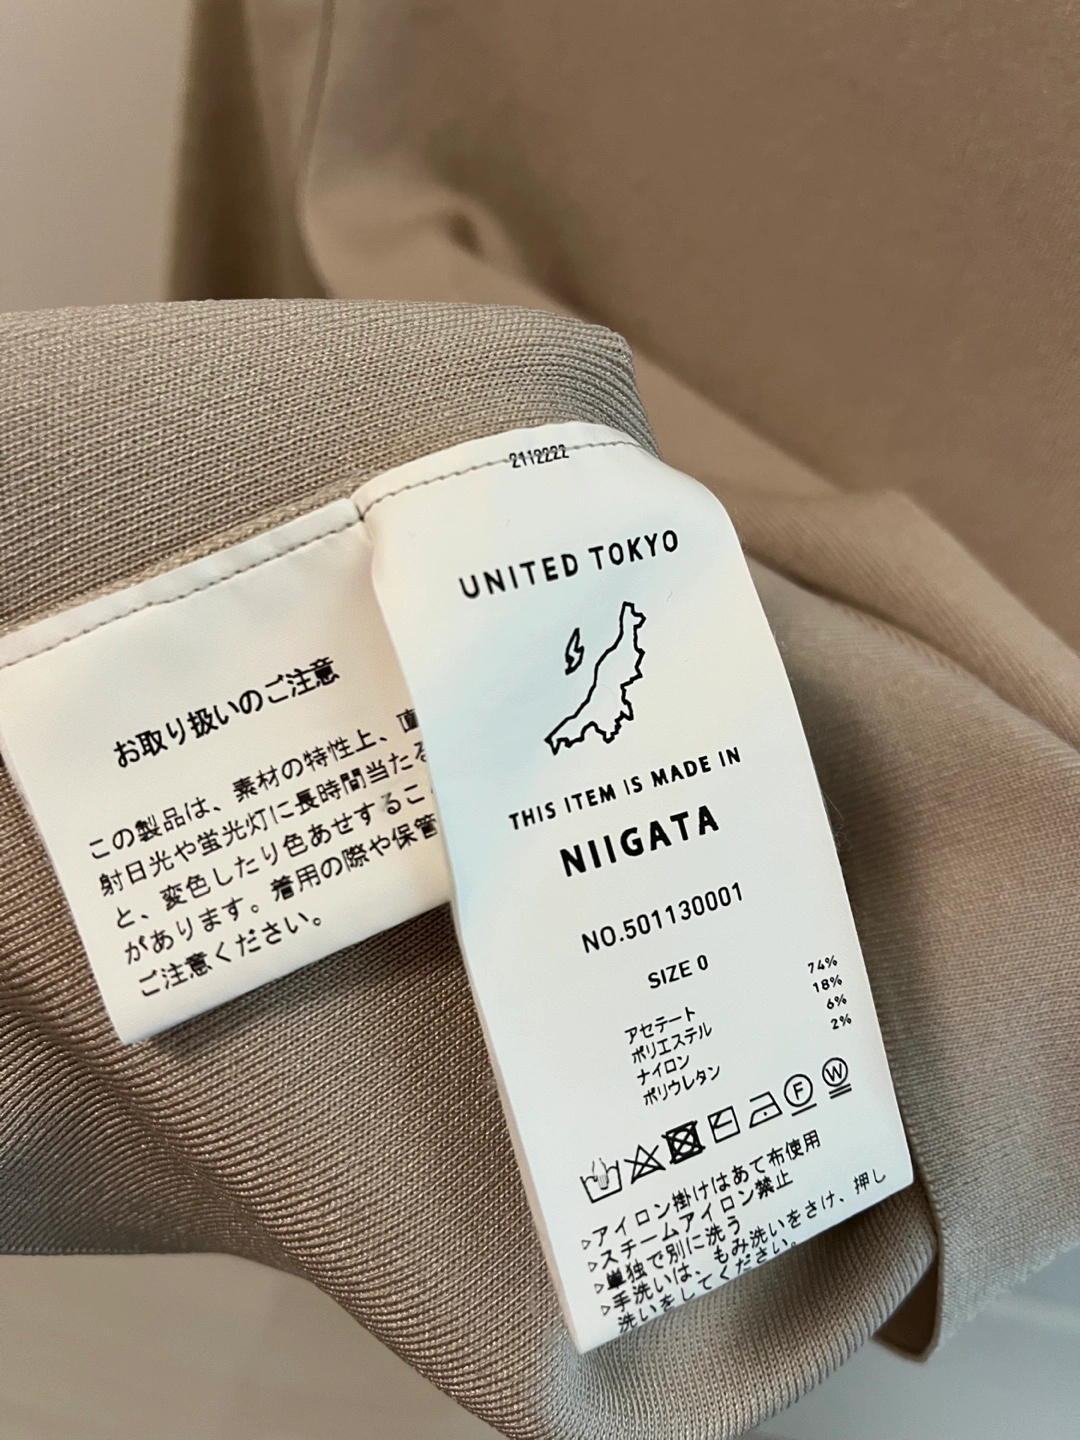 お取り扱いのご注意
この製品は、素材の特性上、直
射日光や蛍光灯に長時間当たる
と、変色したり色あせするこ
があります。着用の際や保管
ご注意ください。
2112222
UNITED TOKYO
THIS ITEM IS MADE IN
NIIGATA
NO.501130001
SIZE 0
アセテート 74%
ポリエステル 18%
ナイロン 6%
ポリウレタン 2%
F W
▷アイロン掛けはあて布使用
▷スチームアイロン禁止
▷単独で別に洗う
▷手洗いは、もみ洗いをさけ、押し
洗いをしてください。